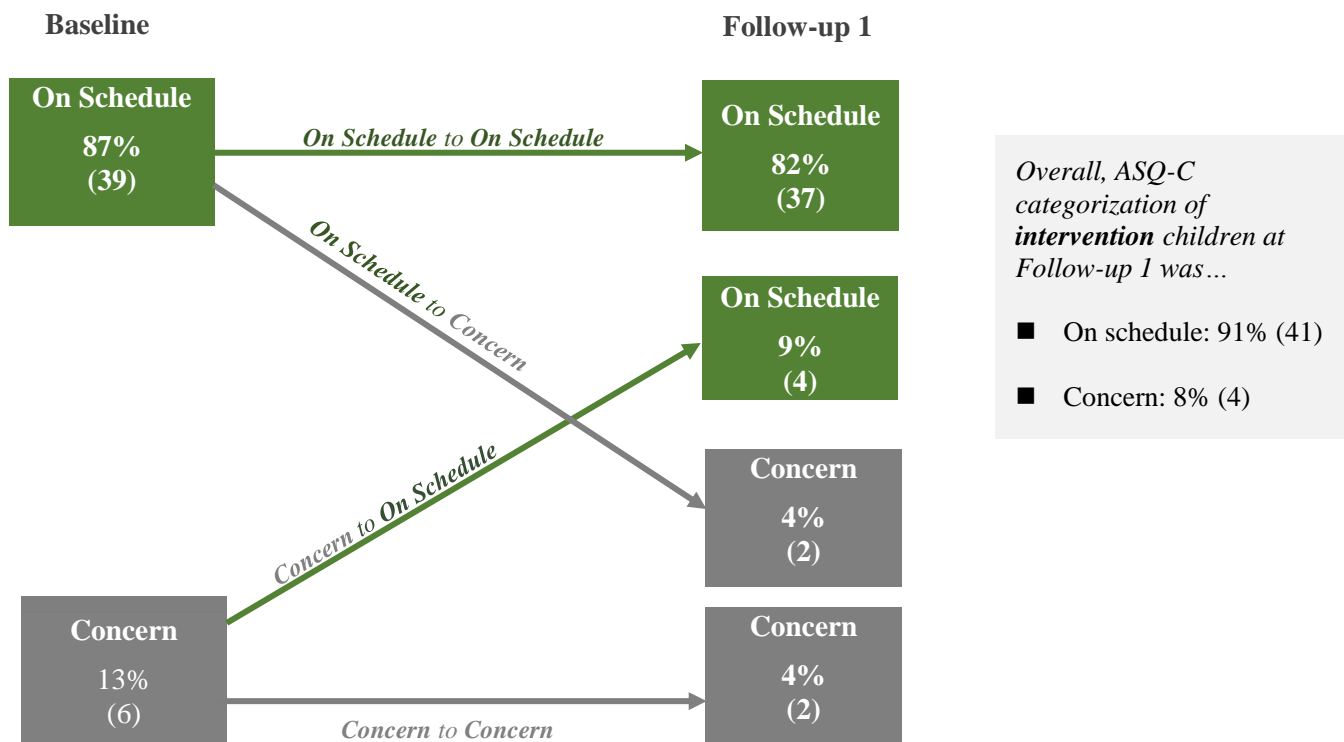 Baseline
Follow-up 1
On Schedule
87%
(39)
On Schedule to On Schedule
On Schedule
82%
(37)
On Schedule to Concern
On Schedule
9%
(4)
Concern to On Schedule
Concern
4%
(2)
Concern
13%
(6)
Concern to Concern
Concern
4%
(2)
Overall, ASQ-C
categorization of
intervention children at
Follow-up 1 was…
■ On schedule: 91% (41)
■ Concern: 8% (4)